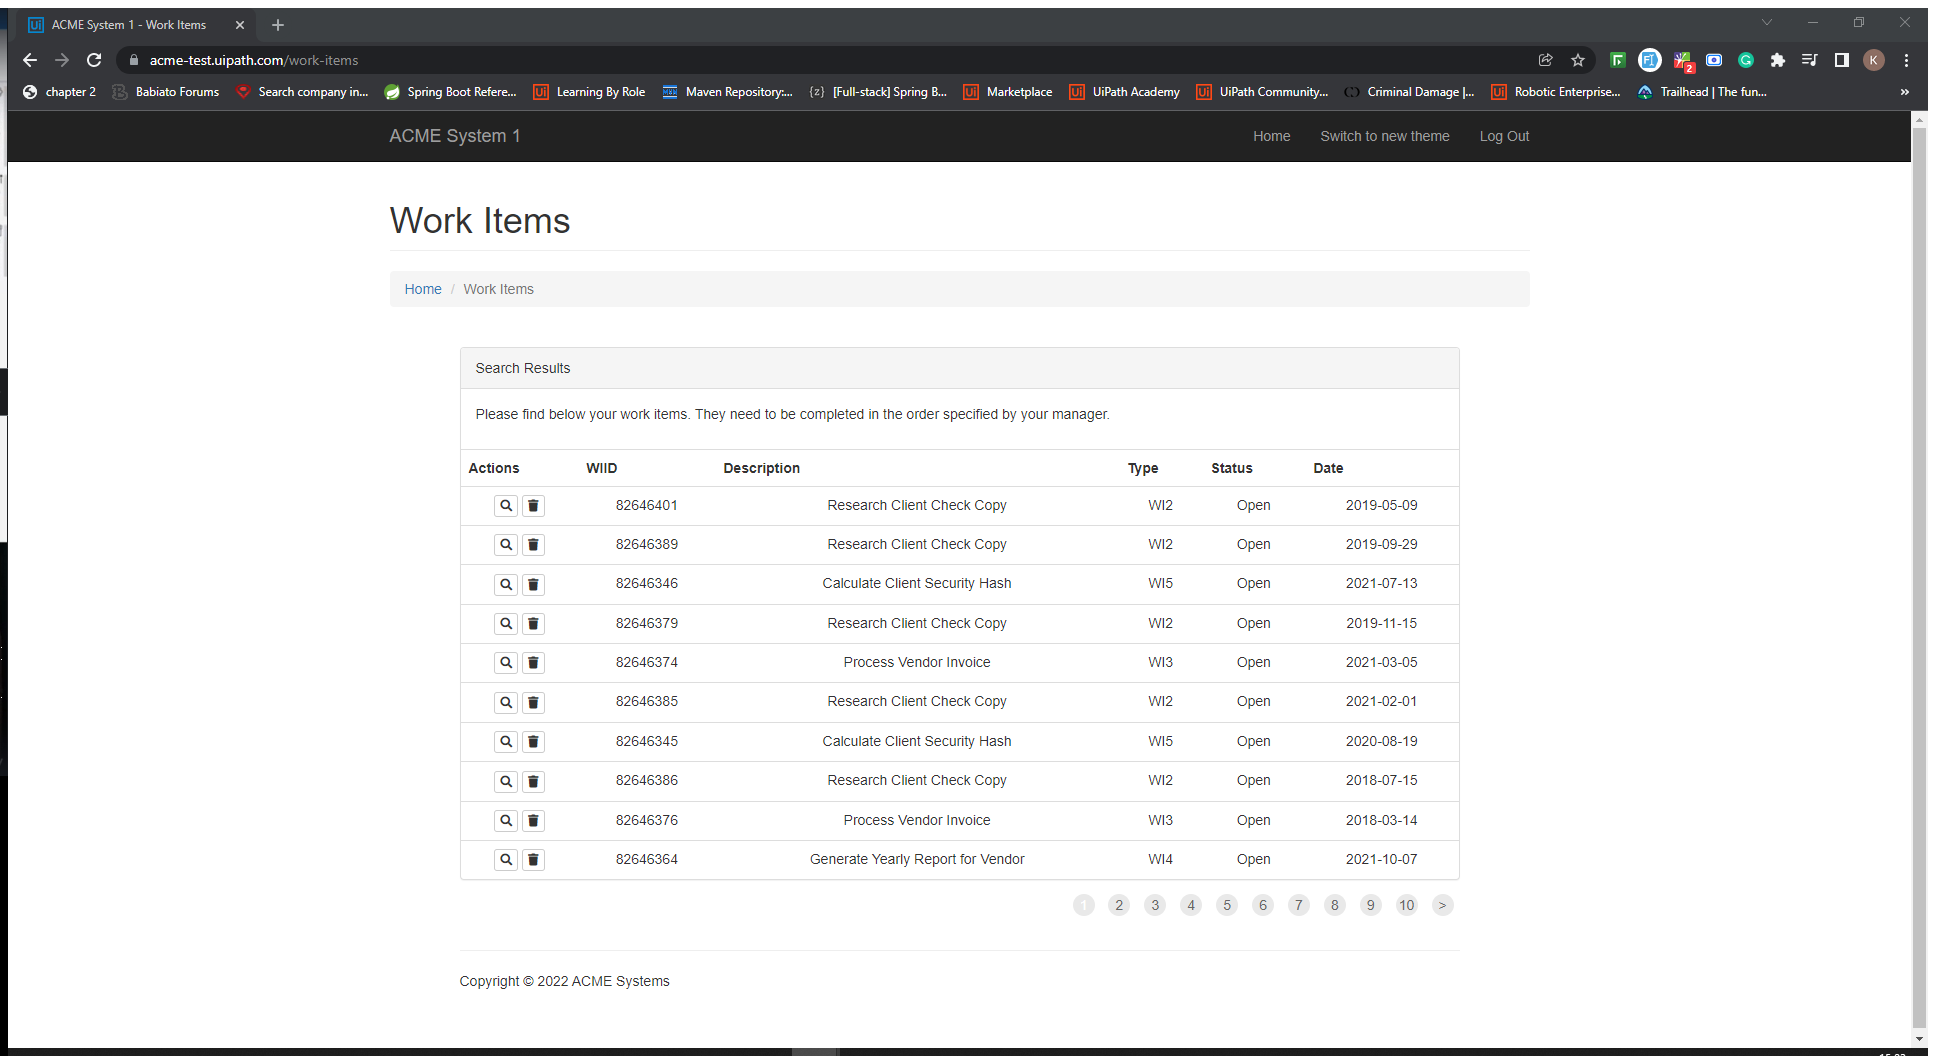 ACME System 1 - Work Items
acme-test.uipath.com/work-items
2
K
chapter 2 Babiato Forums Search company in... Spring Boot Refere... Learning By Role Maven Repository:... [Full-stack] Spring B... Marketplace UiPath Academy UiPath Community... Criminal Damage |... Robotic Enterprise... Trailhead | The fun... »
ACME System 1 Home Switch to new theme Log Out
Work Items
Home / Work Items
Search Results
Please find below your work items. They need to be completed in the order specified by your manager.
Actions WIID Description Type Status Date
82646401 Research Client Check Copy WI2 Open 2019-05-09
82646389 Research Client Check Copy WI2 Open 2019-09-29
82646346 Calculate Client Security Hash WI5 Open 2021-07-13
82646379 Research Client Check Copy WI2 Open 2019-11-15
82646374 Process Vendor Invoice WI3 Open 2021-03-05
82646385 Research Client Check Copy WI2 Open 2021-02-01
82646345 Calculate Client Security Hash WI5 Open 2020-08-19
82646386 Research Client Check Copy WI2 Open 2018-07-15
82646376 Process Vendor Invoice WI3 Open 2018-03-14
82646364 Generate Yearly Report for Vendor WI4 Open 2021-10-07
1 2 3 4 5 6 7 8 9 10 >
Copyright © 2022 ACME Systems